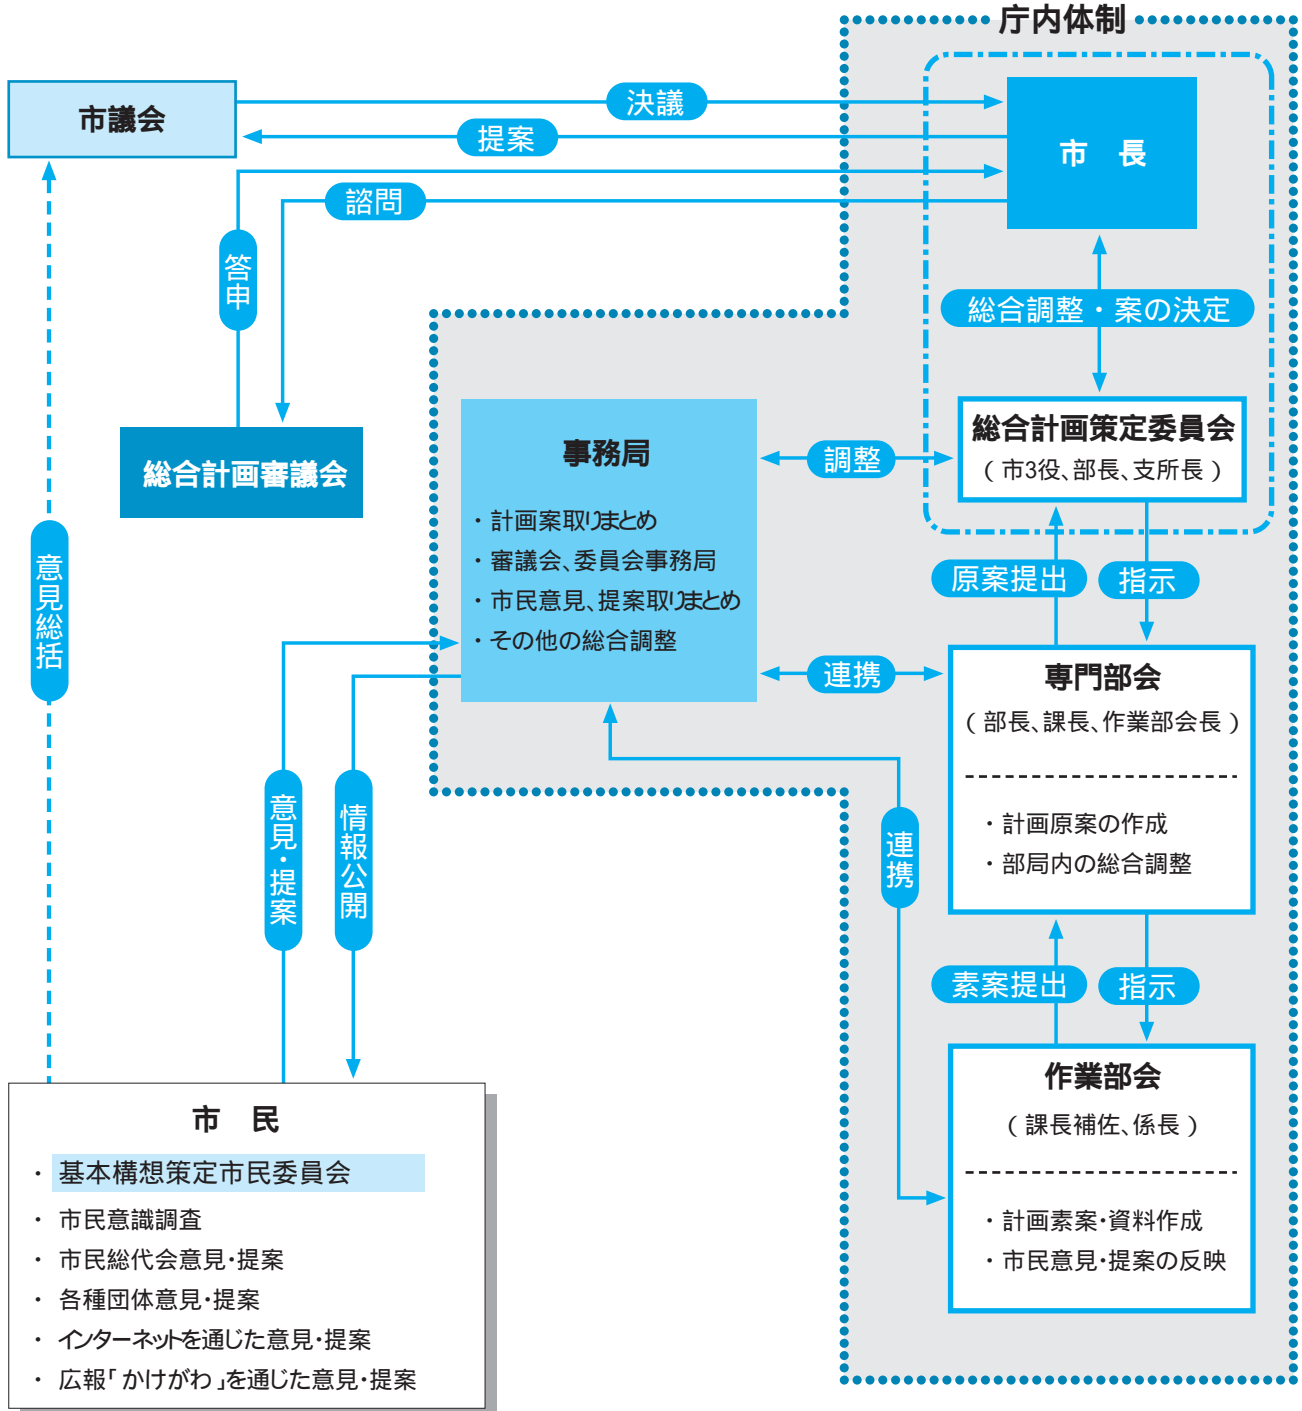 庁内体制
市議会
決議
提案
市　長
諮問
答申
総合調整・案の決定
総合計画審議会
総合計画策定委員会
（市3役、部長、支所長）
事務局
・計画案取りまとめ
・審議会、委員会事務局
・市民意見、提案取りまとめ
・その他の総合調整
調整
原案提出
指示
意見総括
連携
専門部会
（部長、課長、作業部会長）
・計画原案の作成
・部局内の総合調整
意見・提案
情報公開
連携
素案提出
指示
作業部会
（課長補佐、係長）
・計画素案・資料作成
・市民意見・提案の反映
市　民
・ 基本構想策定市民委員会
・ 市民意識調査
・ 市民総代会意見・提案
・ 各種団体意見・提案
・ インターネットを通じた意見・提案
・ 広報「かけがわ」を通じた意見・提案